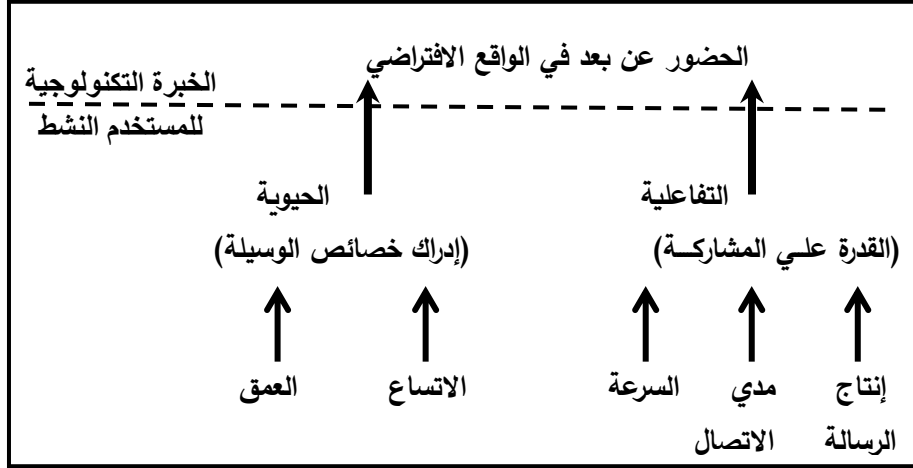 الحضور عن بعد في الواقع الافتراضي
الخبرة التكنولوجية
للمستخدم النشط
التفاعلية
الحيوية
(القدرة علـي المشاركــة)
(إدراك خصائص الوسيلة)
إنتاج
مدي
السرعة
الاتساع
العمق
الرسالة
الاتصال